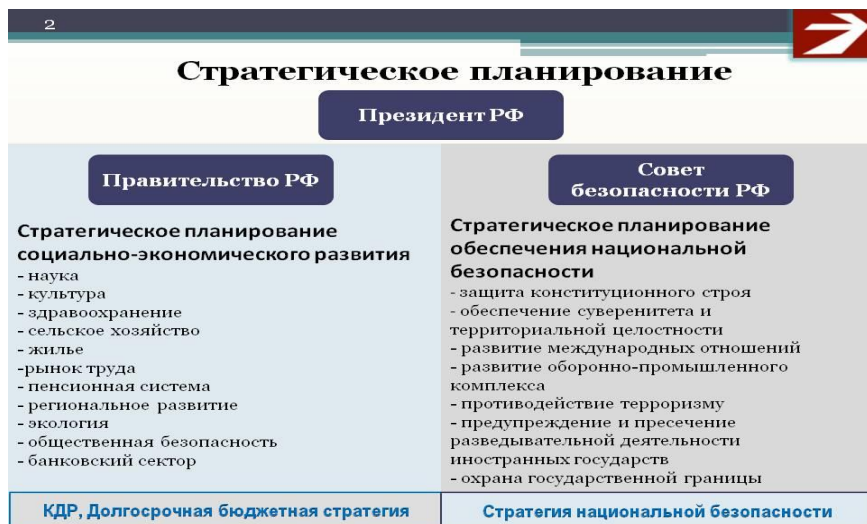 2
Стратегическое планирование
Президент РФ
Правительство РФ
Стратегическое планирование
социально-экономического развития
- наука
- культура
- здравоохранение
- сельское хозяйство
- жилье
-рынок труда
- пенсионная система
- региональное развитие
- экология
- общественная безопасность
- банковский сектор
КДР, Долгосрочная бюджетная стратегия
Совет
безопасности РФ
Стратегическое планирование
обеспечения национальной
безопасности
- защита конституционного строя
- обеспечение суверенитета и
территориальной целостности
- развитие международных отношений
- развитие оборонно-промышленного
комплекса
- противодействие терроризму
- предупреждение и пресечение
разведывательной деятельности
иностранных государств
- охрана государственной границы
Стратегия национальной безопасности